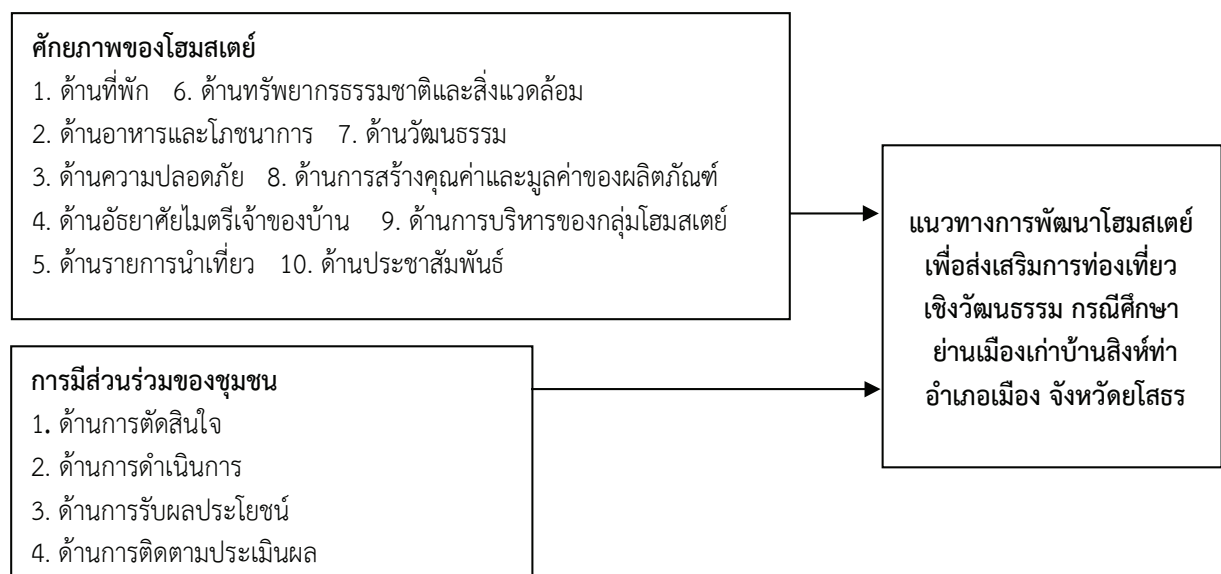 ศักยภาพของโฮมสเตย์
1. ด้านที่พัก 6. ด้านทรัพยากรธรรมชาติและสิ่งแวดล้อม
2. ด้านอาหารและโภชนาการ 7. ด้านวัฒนธรรม
3. ด้านความปลอดภัย 8. ด้านการสร้างคุณค่าและมูลค่าของผลิตภัณฑ์
4. ด้านอัธยาศัยไมตรีเจ้าของบ้าน 9. ด้านการบริหารของกลุ่มโฮมสเตย์
5. ด้านรายการนำเที่ยว 10. ด้านประชาสัมพันธ์
การมีส่วนร่วมของชุมชน
1. ด้านการตัดสินใจ
2. ด้านการดำเนินการ
3. ด้านการรับผลประโยชน์
4. ด้านการติดตามประเมินผล
แนวทางการพัฒนาโฮมสเตย์
เพื่อส่งเสริมการท่องเที่ยว
เชิงวัฒนธรรม กรณีศึกษา
ย่านเมืองเก่าบ้านสิงห์ท่า
อำเภอเมือง จังหวัดยโสธร